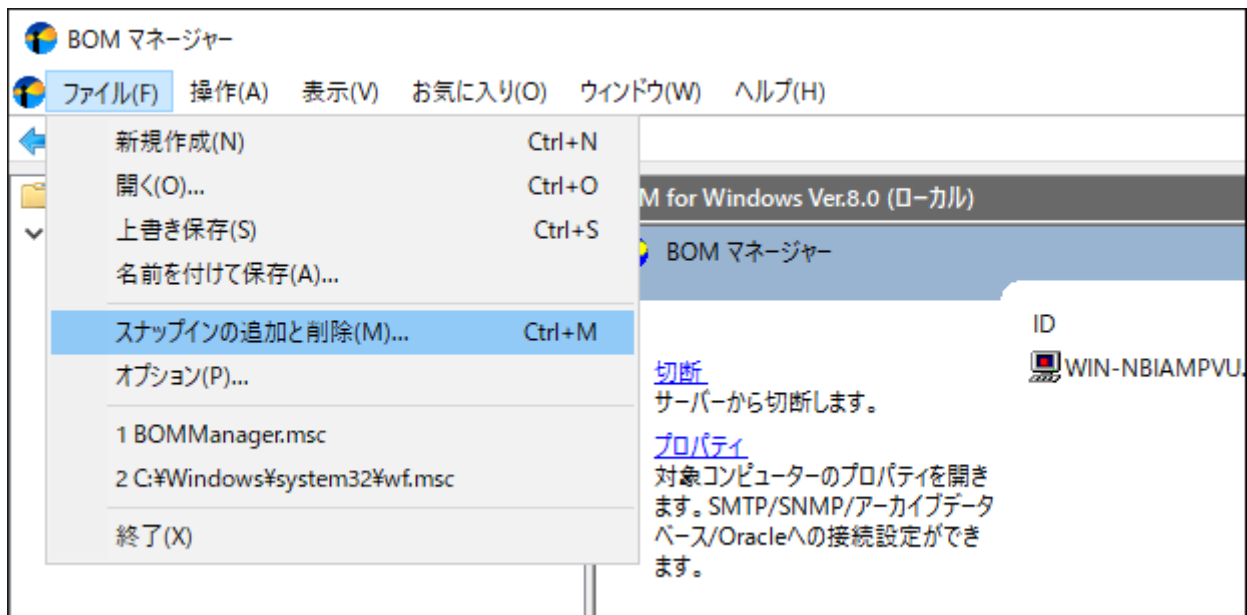 BOM マネージャー
ファイル(F) 操作(A) 表示(V) お気に入り(O) ウィンドウ(W) ヘルプ(H)
新規作成(N) Ctrl+N
開く(O)... Ctrl+O
上書き保存(S) Ctrl+S
名前を付けて保存(A)...
スナップインの追加と削除(M)... Ctrl+M
オプション(P)...
1 BOMManager.msc
2 C:¥Windows¥system32¥wf.msc
終了(X)
M for Windows Ver.8.0 (ローカル)
BOM マネージャー
切断
サーバーから切断します。
プロパティ
対象コンピューターのプロパティを開き
ます。SMTP/SNMP/アーカイブデータ
ベース/Oracleへの接続設定ができ
ます。
ID
WIN-NBIAMPVU